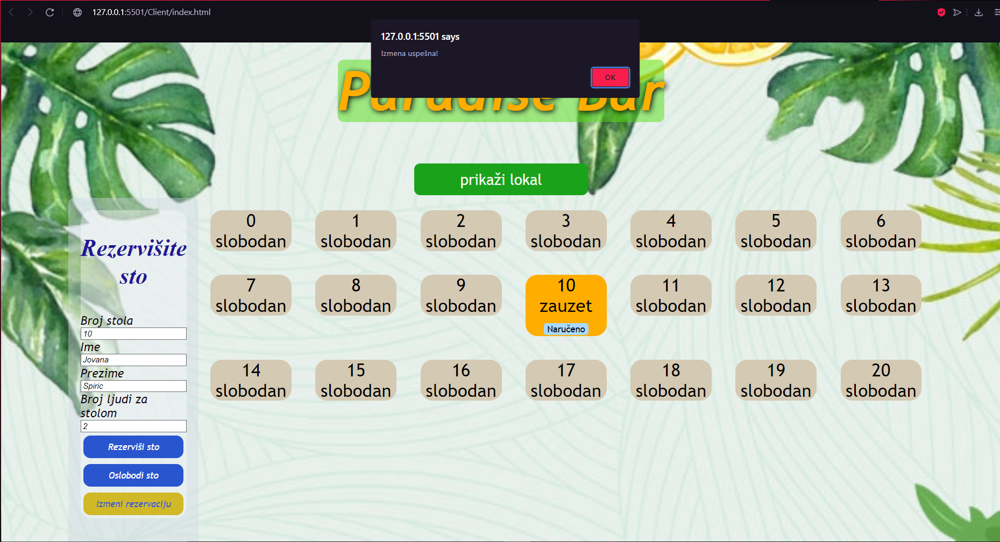 127.0.0.1:5501/Client/index.html
127.0.0.1:5501 says
Izmena uspešna!
OK
Paradise Bar
prikaži lokal
Rezervišite
sto
Broj stola
10
Ime
Jovana
Prezime
Spiric
Broj ljudi za
stolom
2
Rezerviši sto
Oslobodi sto
Izmeni rezervaciju
0
slobodan
1
slobodan
2
slobodan
3
slobodan
4
slobodan
5
slobodan
6
slobodan
7
slobodan
8
slobodan
9
slobodan
10
zauzet
Naručeno
11
slobodan
12
slobodan
13
slobodan
14
slobodan
15
slobodan
16
slobodan
17
slobodan
18
slobodan
19
slobodan
20
slobodan